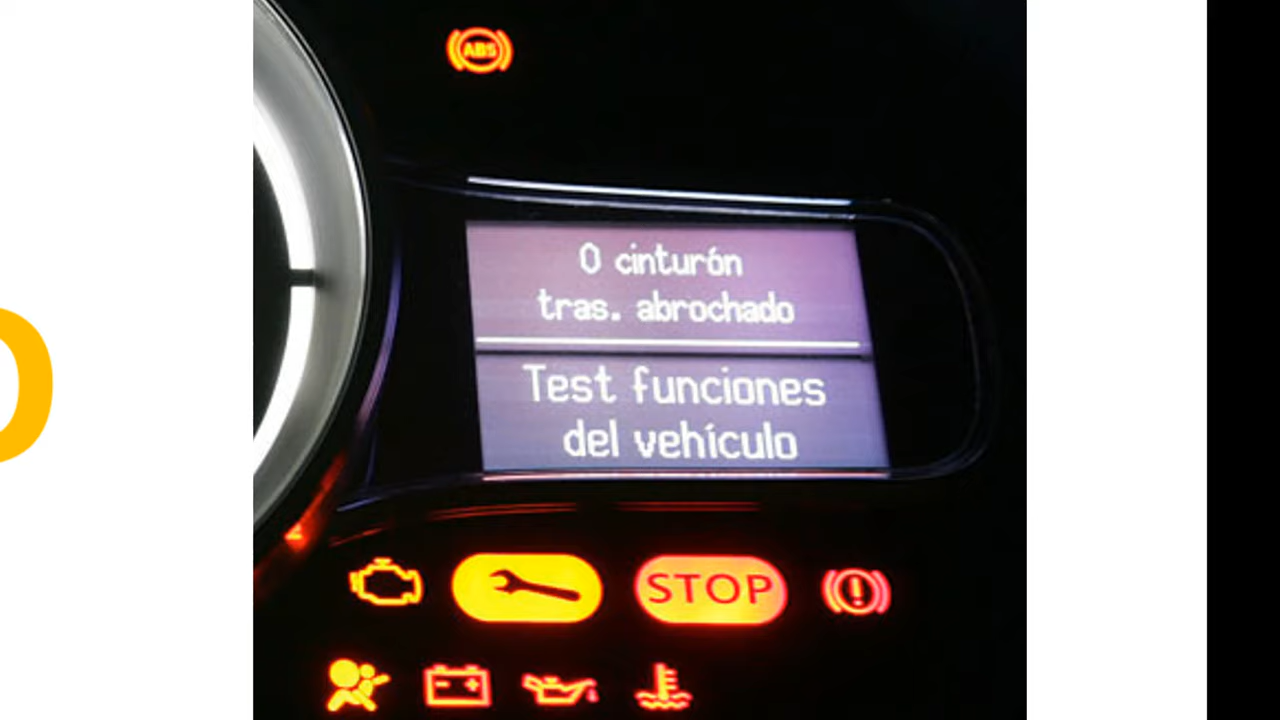 ABS
0 cinturón
tras. abrochado
Test funciones
del vehículo
STOP